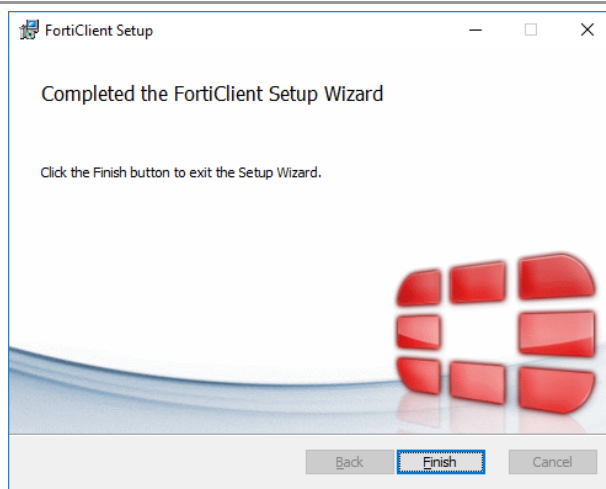 FortiClient Setup
Completed the FortiClient Setup Wizard
Click the Finish button to exit the Setup Wizard.
Back Finish Cancel